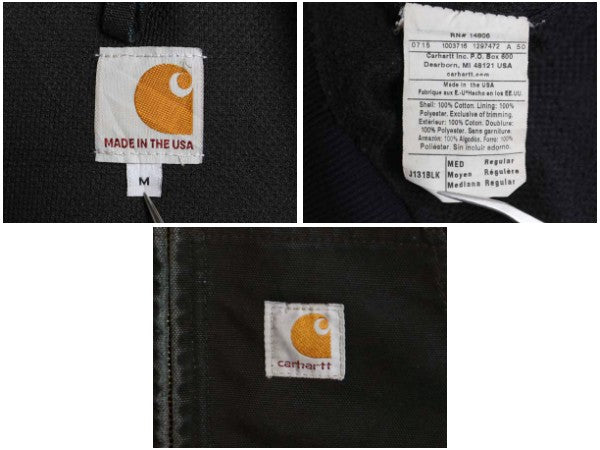 MADE IN THE USA
M
RN# 14806
0715 1003716 1297472 A 50
Carhartt Inc. P.O. Box 600
Dearborn, MI 48121 USA
carhartt.com
Made in the USA
Fabrique aux E.-U*Hecho en los EE.UU.
Shell: 100% Cotton. Lining: 100%
Polyester. Exclusive of trimming.
Extérieur: 100% Coton. Doublure:
100% Polyester. Sans garniture.
Armazón: 100% Algodos. Forro: 100%
Poliéster. Sin incluir adorno.
J131BLK
MED Regular
Moyen Régulière
Mediana Regular
carhartt